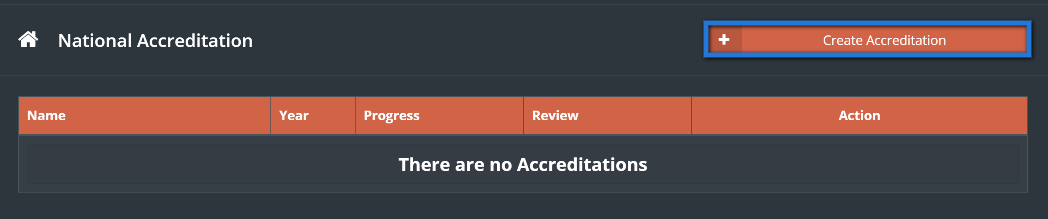 National Accreditation
Create Accreditation
Name Year Progress Review Action
There are no Accreditations